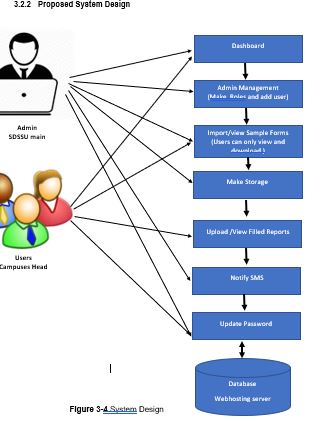 3.2.2 Proposed System Design
Dashboard
Admin Management
(Make Roles and add user)
Import/view Sample Forms
(Users can only view and
download )
Make Storage
Upload /View Filled Reports
Notify SMS
Update Password
Database
Webhosting server
Admin
SDSSU main
Users
Campuses Head
Figure 3-4 System Design